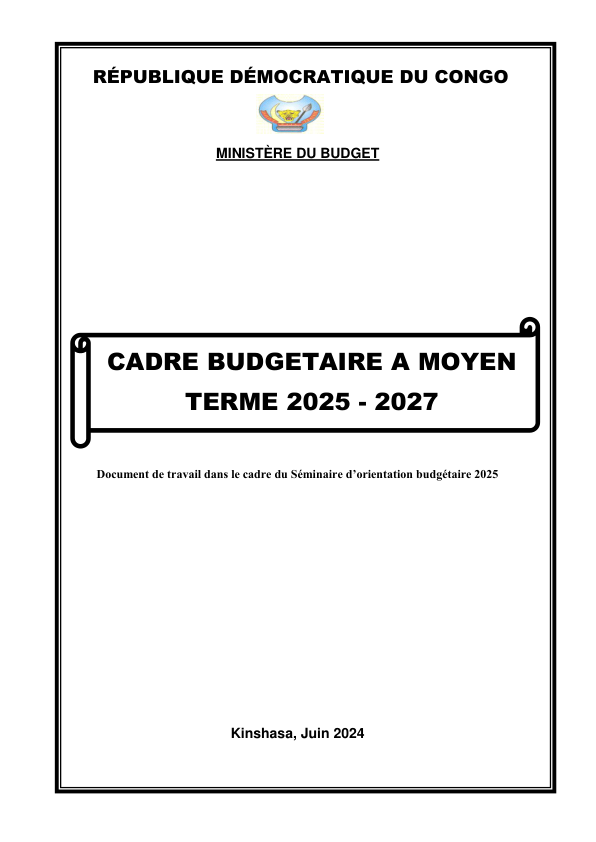 RÉPUBLIQUE DÉMOCRATIQUE DU CONGO
MINISTÈRE DU BUDGET
CADRE BUDGETAIRE A MOYEN
TERME 2025 - 2027
Document de travail dans le cadre du Séminaire d'orientation budgétaire 2025
Kinshasa, Juin 2024